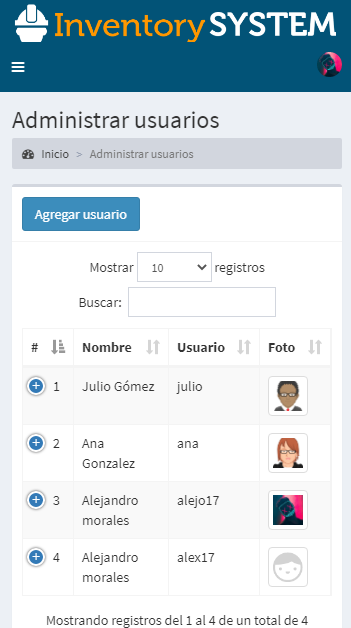 Inventory SYSTEM
Administrar usuarios
Inicio > Administrar usuarios
Agregar usuario
Mostrar 10 registros
Buscar:
# Nombre Usuario Foto
1 Julio Gómez julio
2 Ana Gonzalez ana
3 Alejandro morales alejo17
4 Alejandro morales alex17
Mostrando registros del 1 al 4 de un total de 4